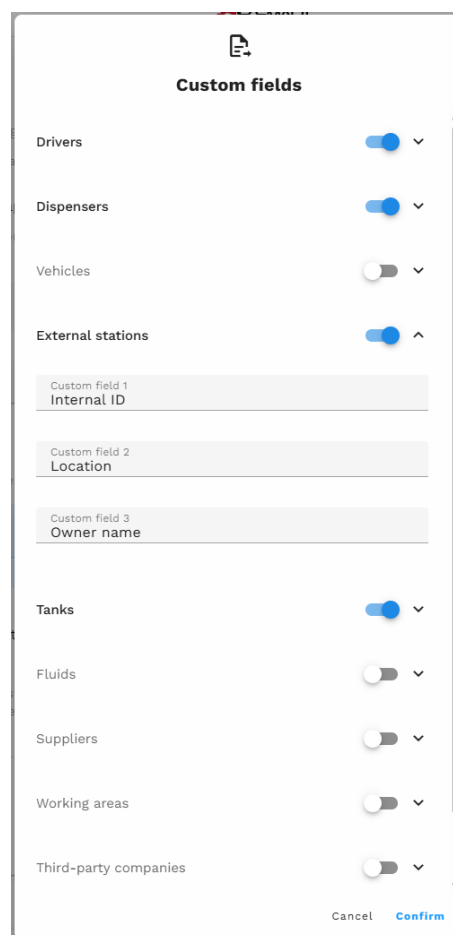 Custom fields
Drivers
Dispensers
Vehicles
External stations
Custom field 1
Internal ID
Custom field 2
Location
Custom field 3
Owner name
Tanks
Fluids
Suppliers
Working areas
Third-party companies
Cancel Confirm